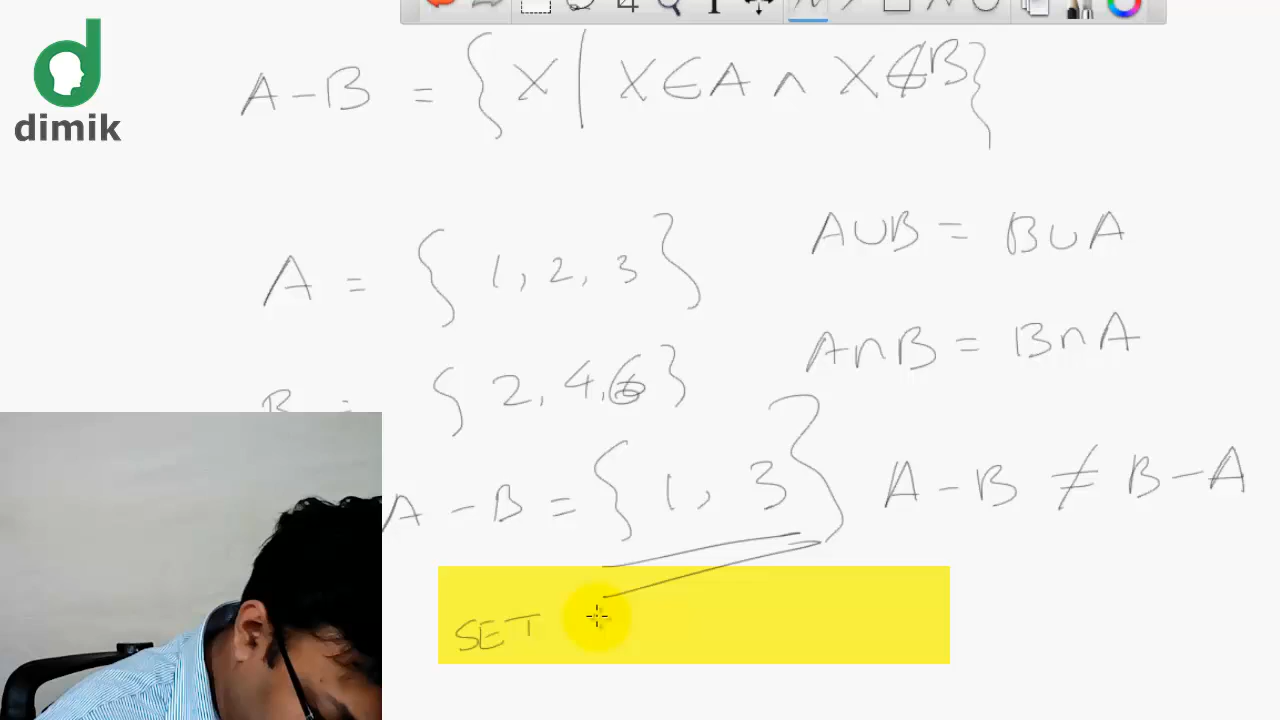 dimik
A - B = { X | X ∈ A ∧ X ∉ B }
A = { 1, 2, 3 }
A ∪ B = B ∪ A
B = { 2, 4, 6 }
A ∩ B = B ∩ A
A - B = { 1, 3 }
A - B ≠ B - A
SET